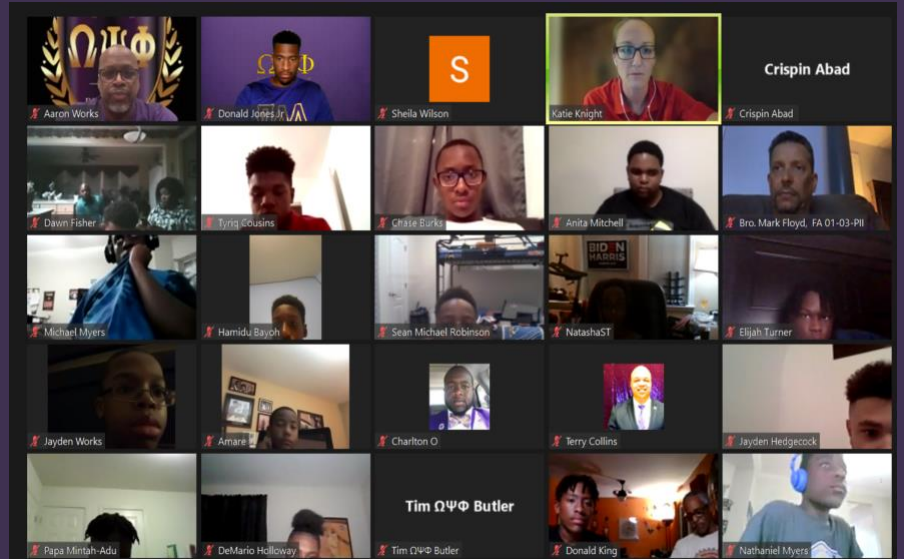 ΩΨΦ
Aaron Works
ΩΦ
Donald Jones Jr
S
Sheila Wilson
Katie Knight
Crispin Abad
Crispin Abad
Dawn Fisher
Tyriq Cousins
Chase Burks
Anita Mitchell
Bro. Mark Floyd, FA 01-03-PII
Michael Myers
Hamidu Bayoh
Sean Michael Robinson
BIDEN
HARRIS
NatashaST
Elijah Turner
Jayden Works
Amare
Charlton O
Terry Collins
Jayden Hedgecock
Papa Mintah-Adu
DeMario Holloway
Tim ΩΨΦ Butler
Tim ΩΨΦ Butler
Donald King
Nathaniel Myers